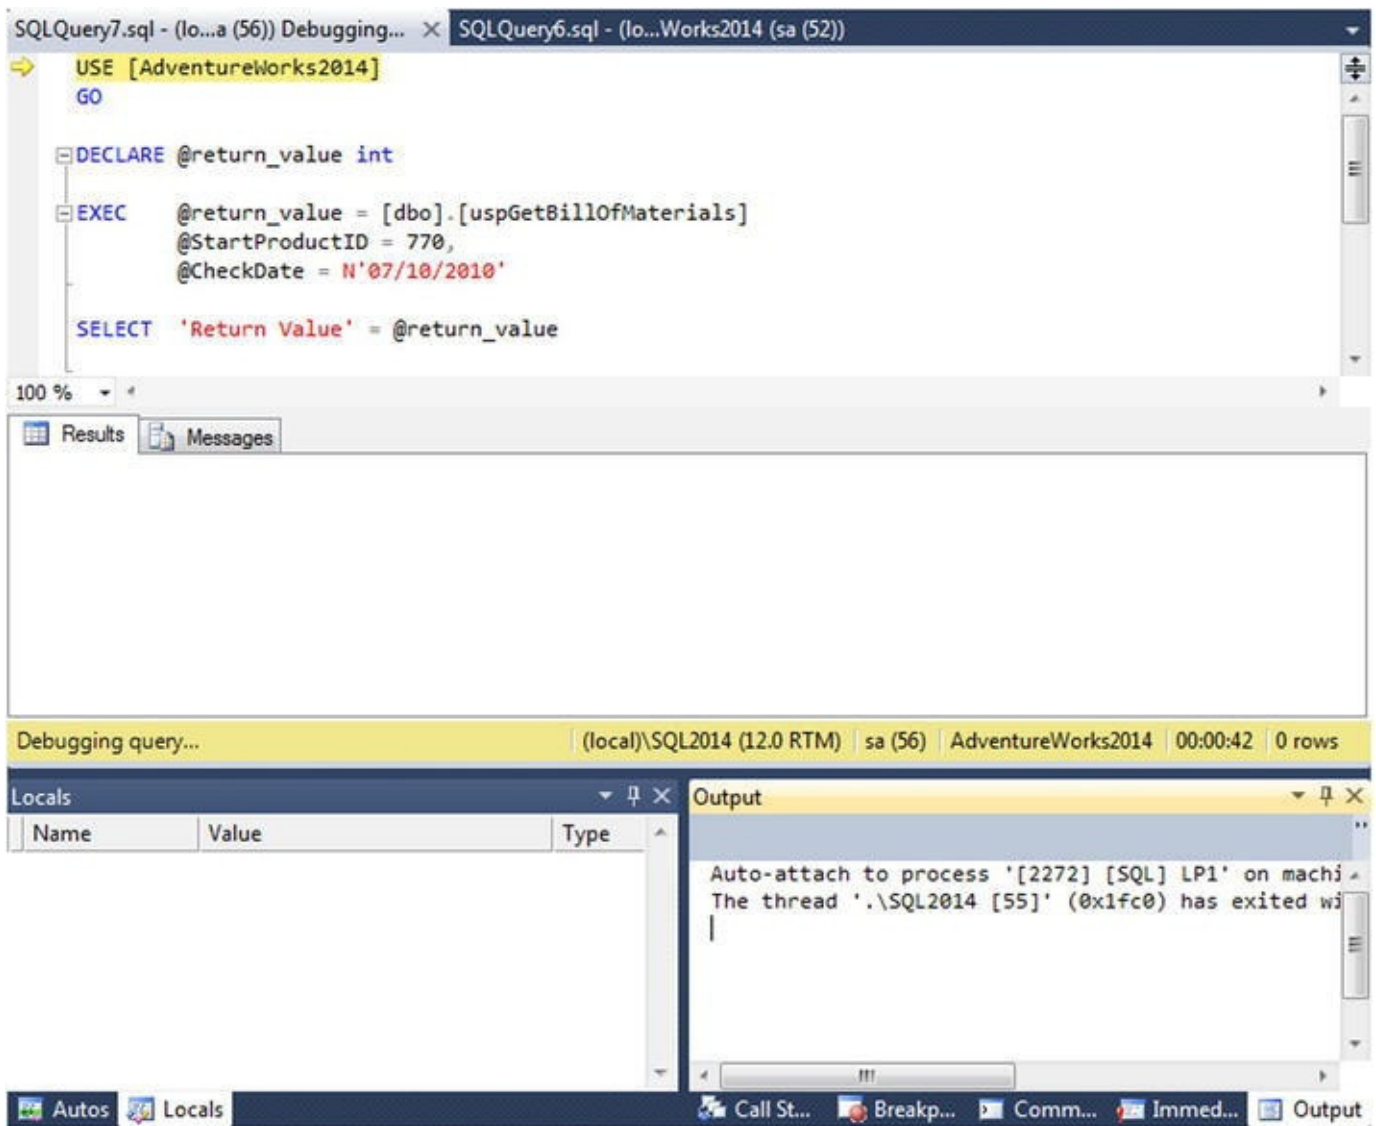 SQLQuery7.sql - (lo...a (56)) Debugging... SQLQuery6.sql - (lo...Works2014 (sa (52))
USE [AdventureWorks2014]
GO
DECLARE @return_value int
EXEC @return_value = [dbo].[uspGetBillOfMaterials]
@StartProductID = 770,
@CheckDate = N'07/10/2010'
SELECT 'Return Value' = @return_value
100 %
Results Messages
Debugging query... (local)\SQL2014 (12.0 RTM) sa (56) AdventureWorks2014 00:00:42 0 rows
Locals
Name Value Type
Output
Auto-attach to process '[2272] [SQL] LP1' on machi
The thread '.\SQL2014 [55]' (0x1fc0) has exited wi
Autos Locals
Call St... Breakp... Comm... Immed... Output